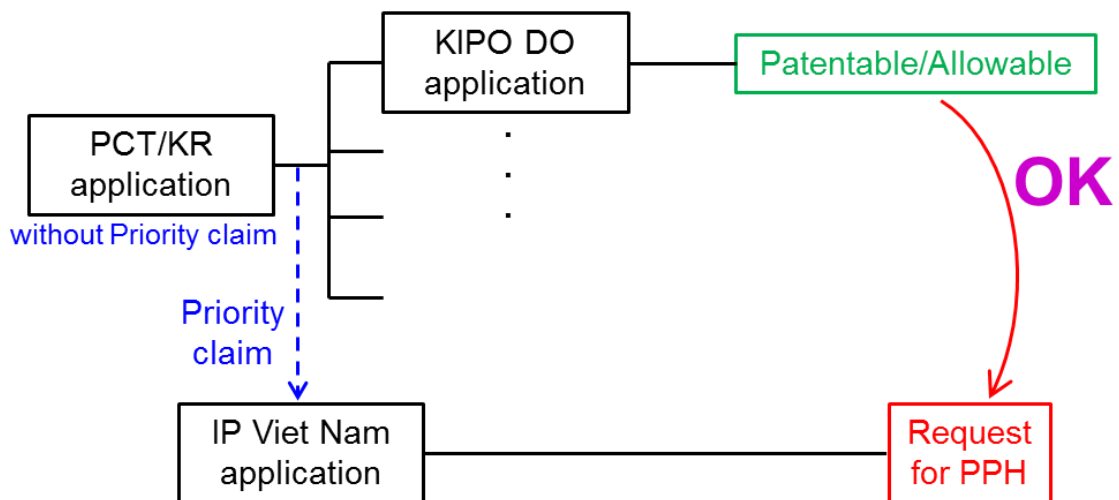 KIPO DO
application
Patentable/Allowable
PCT/KR
application
OK
without Priority claim
Priority
claim
IP Viet Nam
application
Request
for PPH